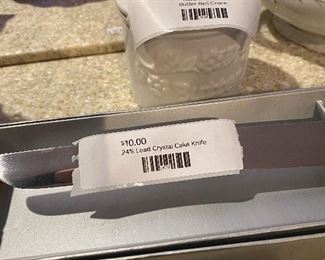 Butter Bell Crock
$10.00
24% Lead Crystal Cake Knife